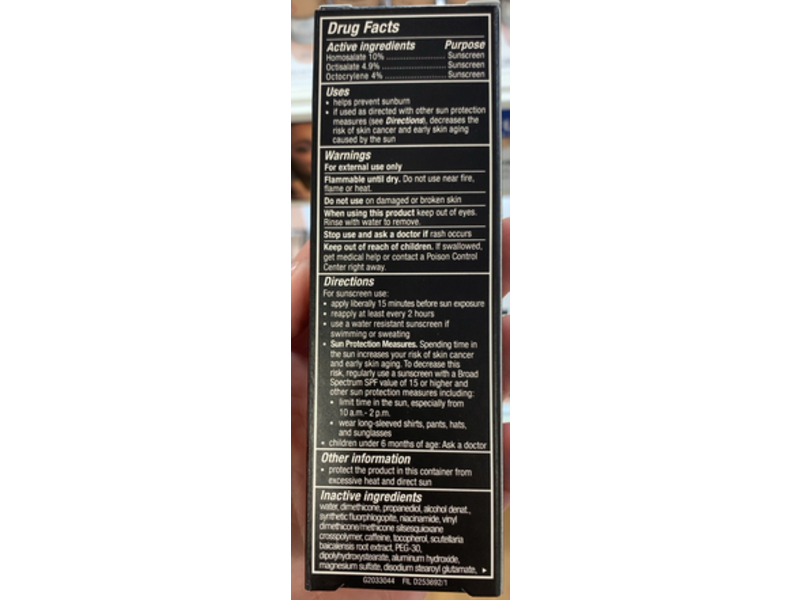 Drug Facts
Active ingredients Purpose
Homosalate 10% Sunscreen
Octisalate 4.9% Sunscreen
Octocrylene 4% Sunscreen
Uses
• helps prevent sunburn
• if used as directed with other sun protection
measures (see Directions), decreases the
risk of skin cancer and early skin aging
caused by the sun
Warnings
For external use only
Flammable until dry. Do not use near fire,
flame or heat.
Do not use on damaged or broken skin
When using this product keep out of eyes.
Rinse with water to remove.
Stop use and ask a doctor if rash occurs
Keep out of reach of children. If swallowed,
get medical help or contact a Poison Control
Center right away.
Directions
For sunscreen use:
• apply liberally 15 minutes before sun exposure
• reapply at least every 2 hours
• use a water resistant sunscreen if
swimming or sweating
• Sun Protection Measures. Spending time in
the sun increases your risk of skin cancer
and early skin aging. To decrease this
risk, regularly use a sunscreen with a Broad
Spectrum SPF value of 15 or higher and
other sun protection measures including:
• limit time in the sun, especially from
10 a.m.- 2 p.m.
• wear long-sleeved shirts, pants, hats,
and sunglasses
• children under 6 months of age: Ask a doctor
Other information
• protect the product in this container from
excessive heat and direct sun
Inactive ingredients
water, dimethicone, propanediol, alcohol denat.,
synthetic fluorphlogopite, niacinamide, vinyl
dimethicone/methicone silsesquioxane
crosspolymer, caffeine, tocopherol, scutellaria
baicalensis root extract, PEG-30,
dipolyhydroxystearate, aluminum hydroxide,
magnesium sulfate, disodium stearoyl glutamate,
G2033044 FIL D253692/1